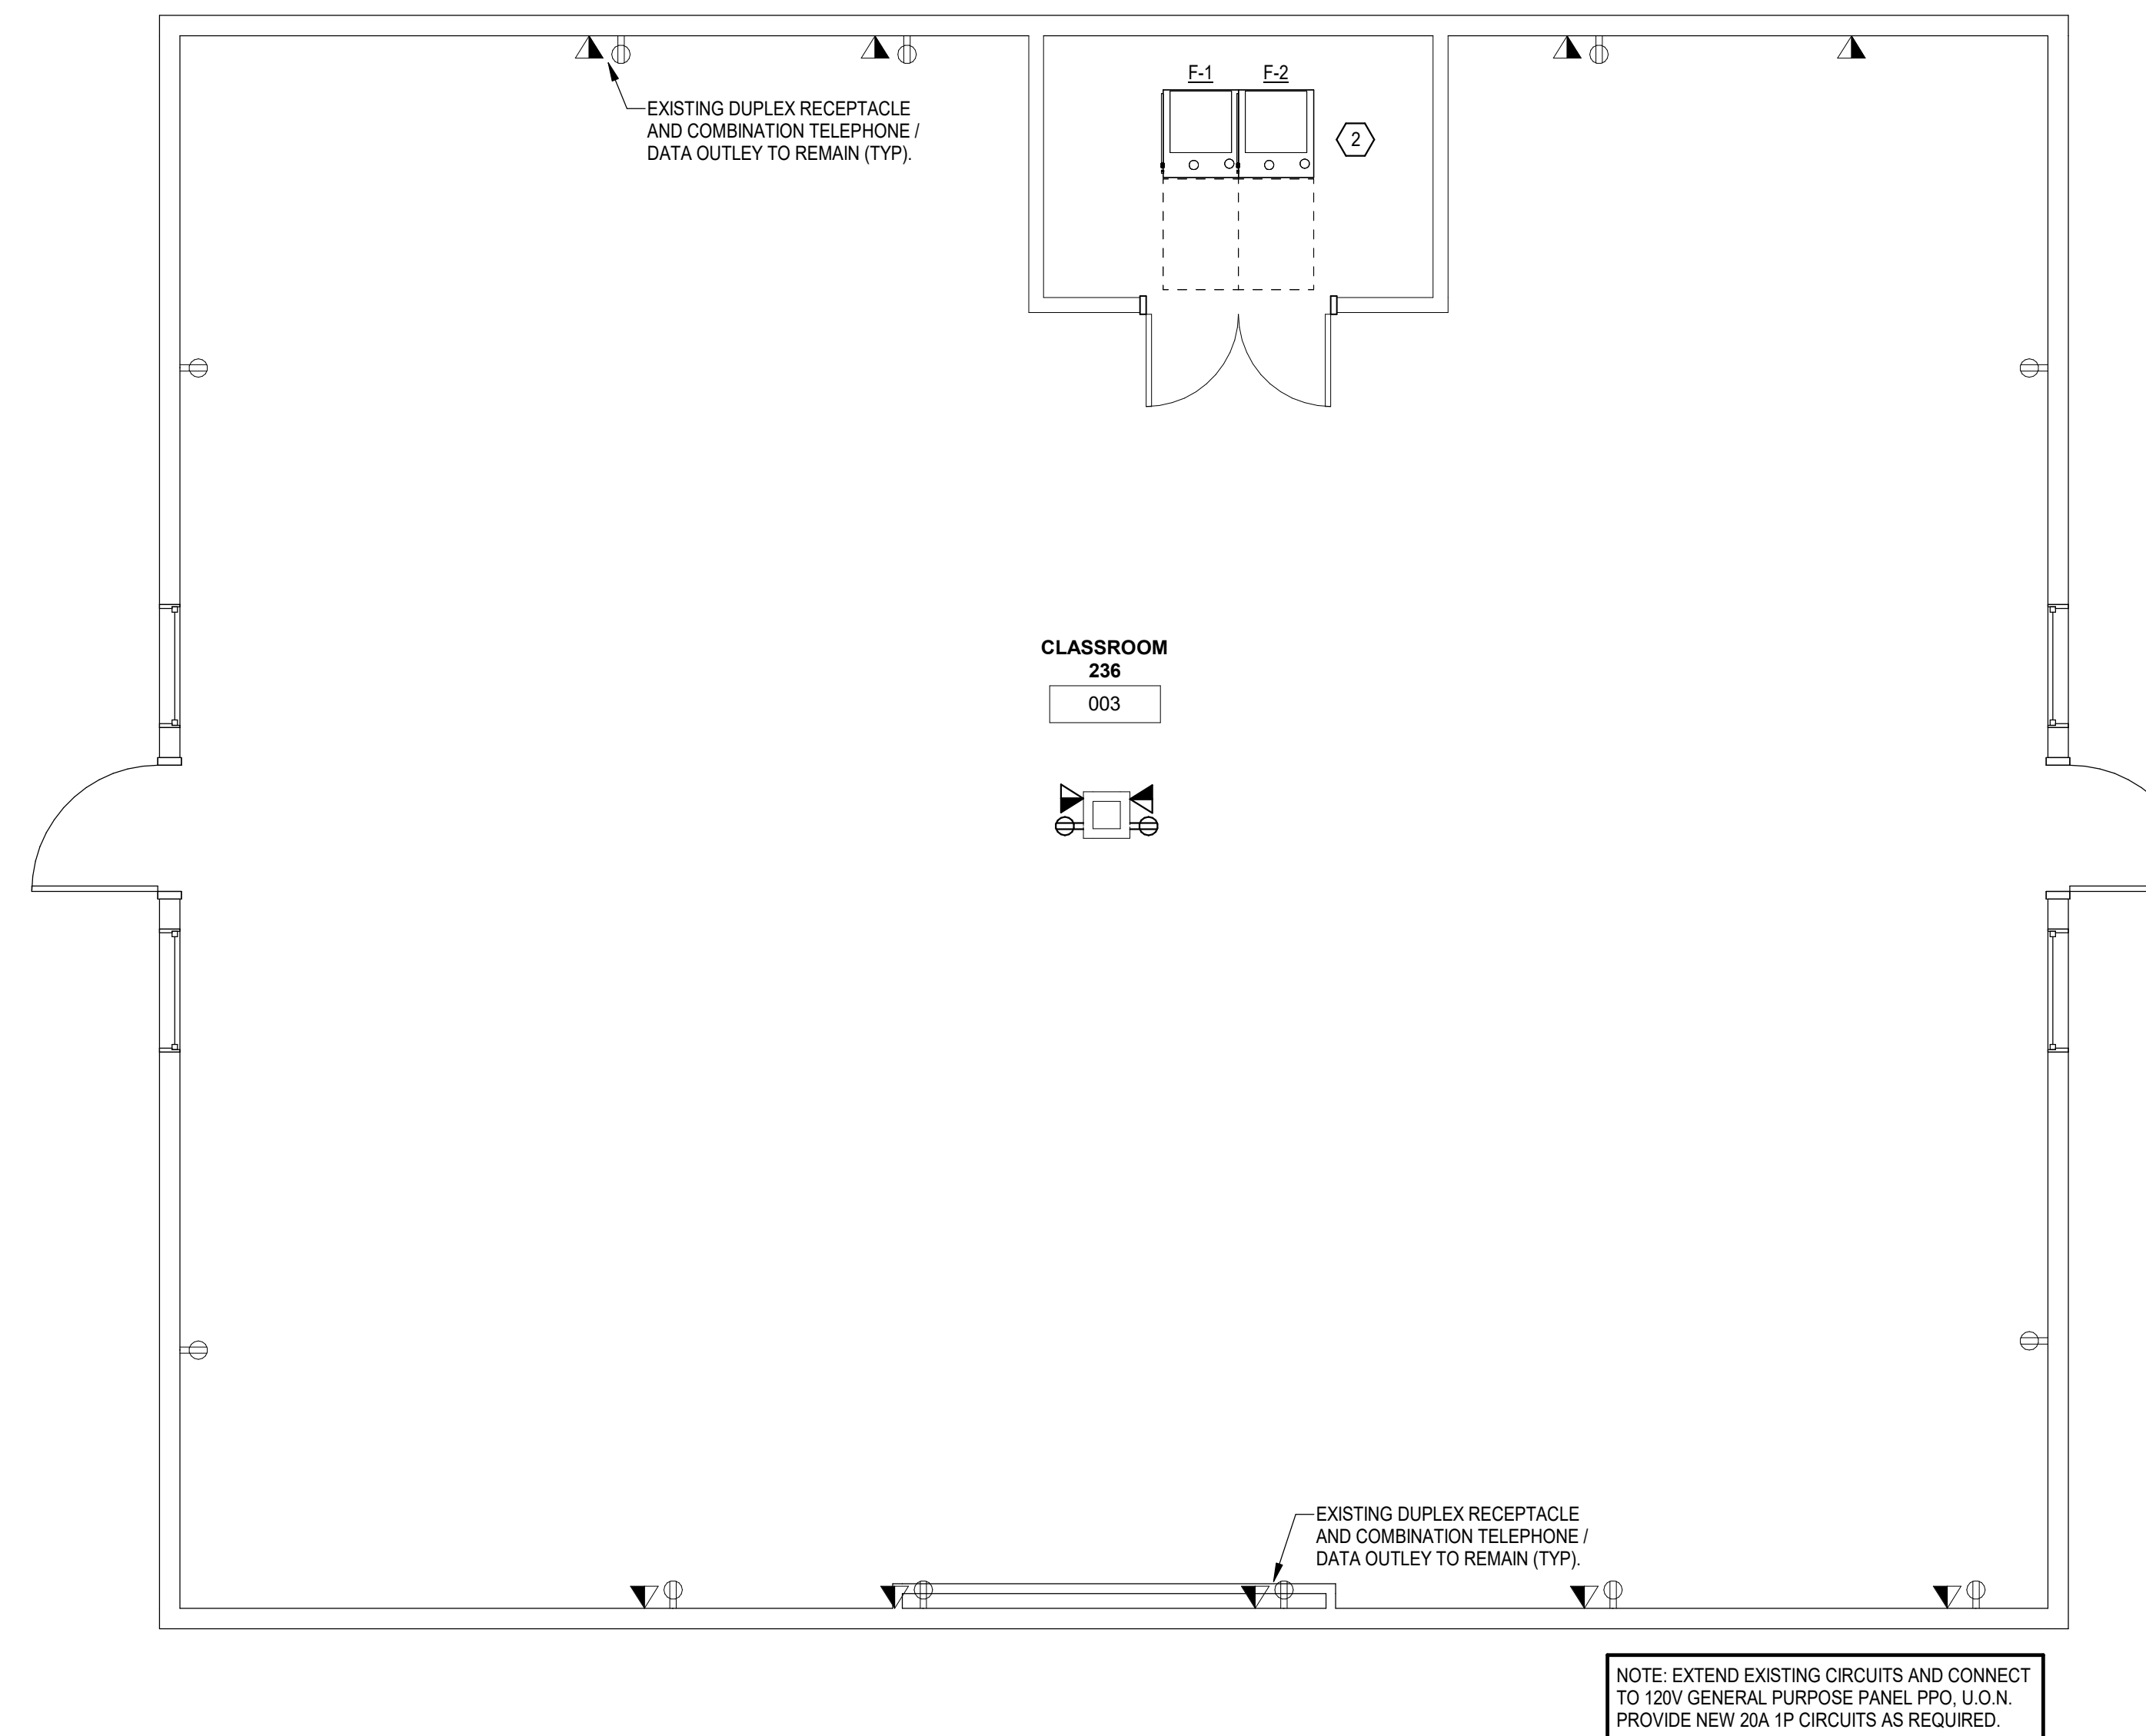 F-1 F-2
EXISTING DUPLEX RECEPTACLE
AND COMBINATION TELEPHONE /
DATA OUTLEY TO REMAIN (TYP).
2
CLASSROOM
236
003
EXISTING DUPLEX RECEPTACLE
AND COMBINATION TELEPHONE /
DATA OUTLEY TO REMAIN (TYP).
NOTE: EXTEND EXISTING CIRCUITS AND CONNECT
TO 120V GENERAL PURPOSE PANEL PPO, U.O.N.
PROVIDE NEW 20A 1P CIRCUITS AS REQUIRED.